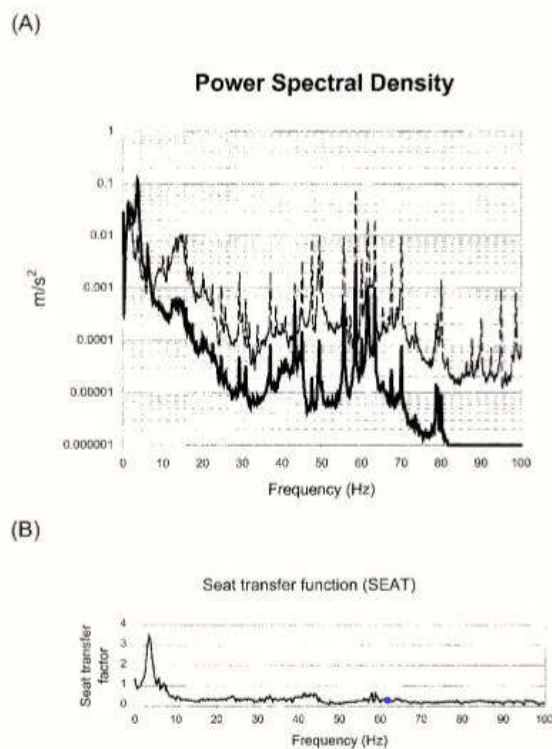 (A)
Power Spectral Density
1
0.1
0.01
0.001
0.0001
0.00001
0.000001
m/s²
0 10 20 30 40 50 60 70 80 90 100
Frequency (Hz)
(B)
Seat transfer function (SEAT)
4
3
2
1
0
Seat transfer
factor
0 10 20 30 40 50 60 70 80 90 100
Frequency (Hz)